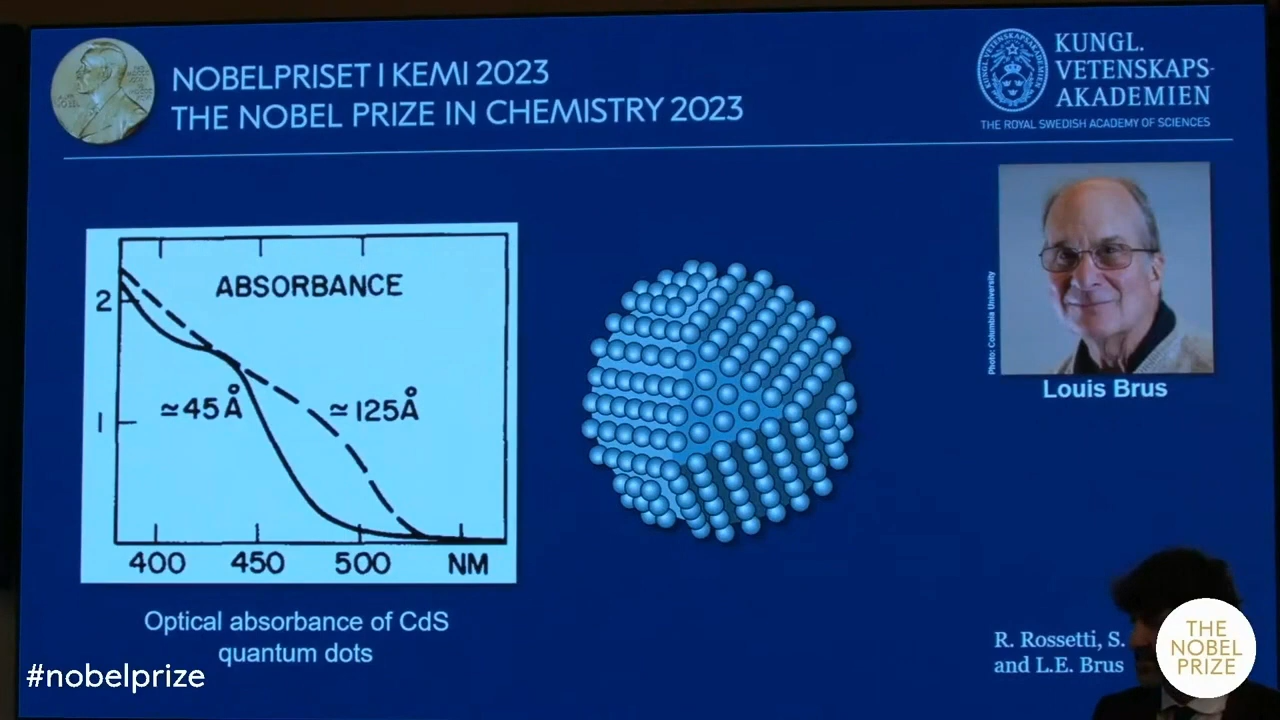 NOBELPRISET I KEMI 2023
THE NOBEL PRIZE IN CHEMISTRY 2023
KUNGL.
VETENSKAPS-
AKADEMIEN
THE ROYAL SWEDISH ACADEMY OF SCIENCES
ABSORBANCE
2
≃45Å
≃125Å
1
400
450
500
NM
Optical absorbance of CdS
quantum dots
Photo: Columbia University
Louis Brus
R. Rossetti, S.
and L.E. Brus
#nobelprize
THE
NOBEL
PRIZE